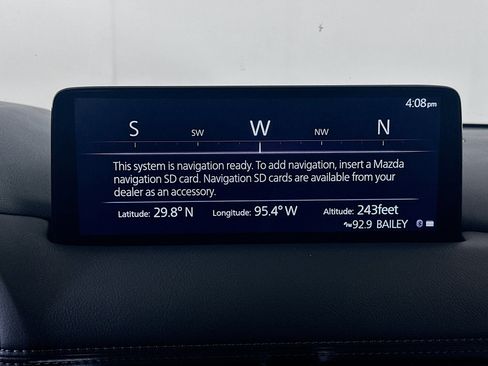 4:08pm
S SW W NW N
This system is navigation ready. To add navigation, insert a Mazda
navigation SD card. Navigation SD cards are available from your
dealer as an accessory.
Latitude: 29.8° N Longitude: 95.4° W Altitude: 243feet
FM 92.9 BAILEY